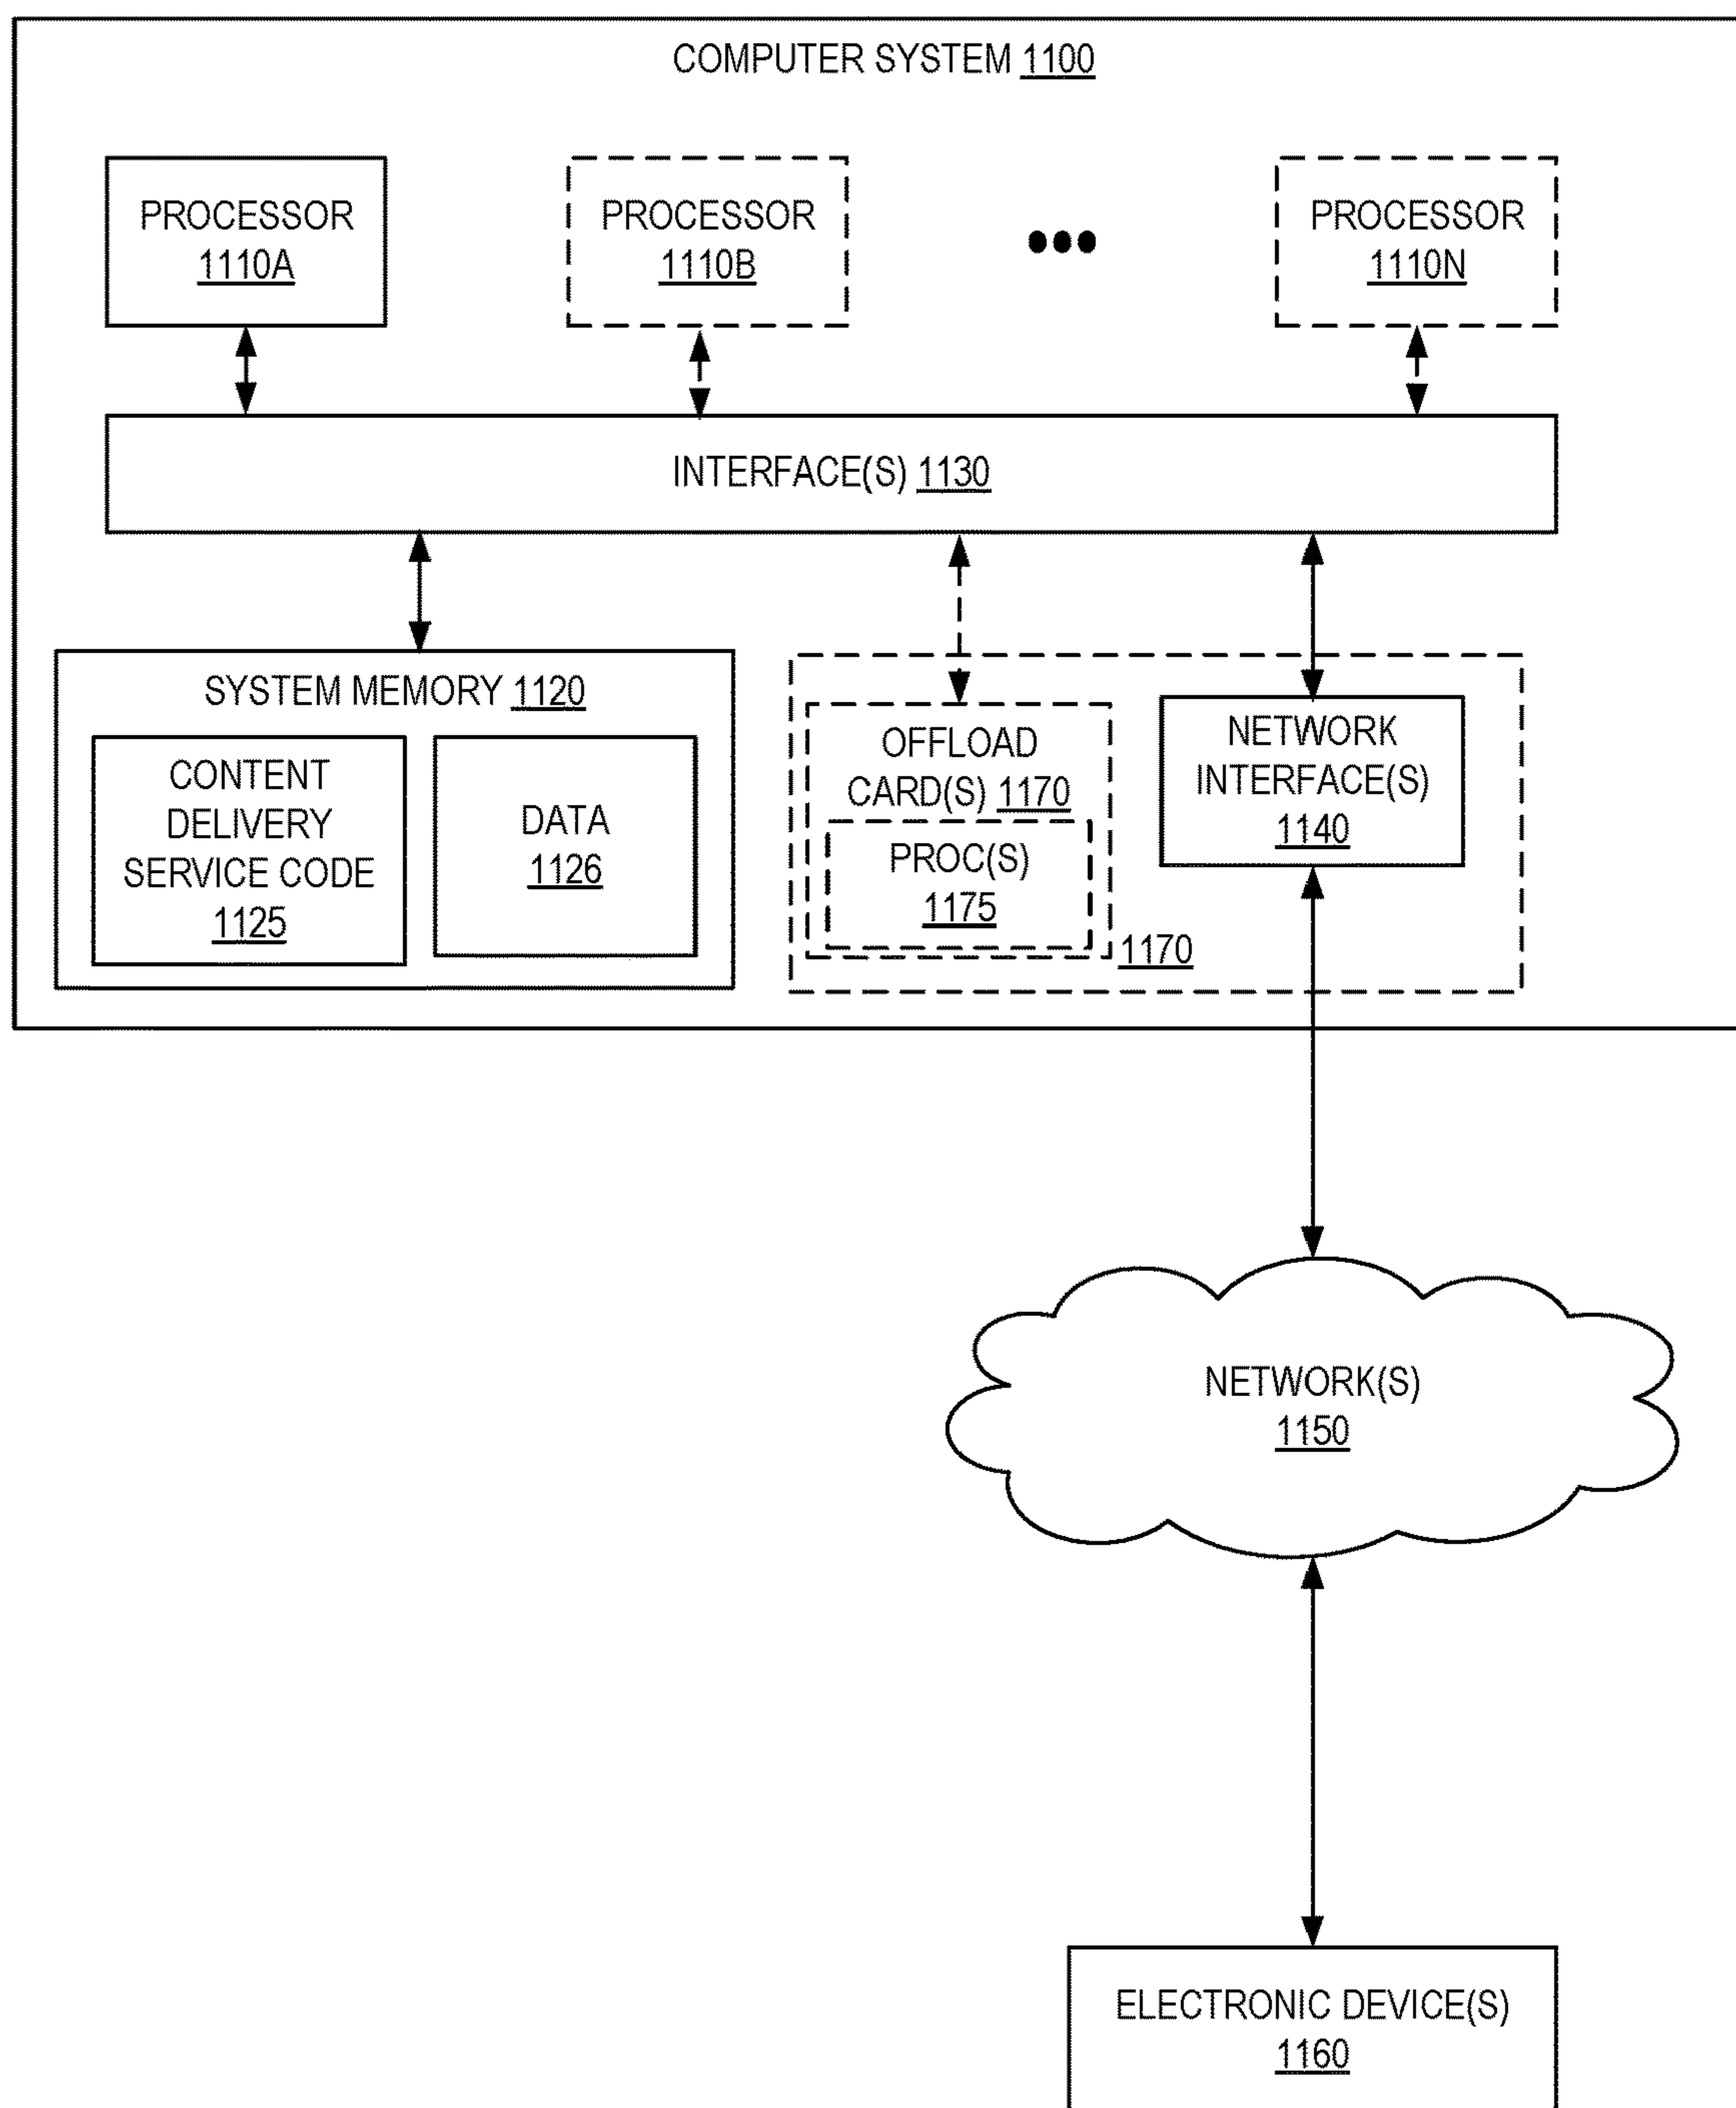 COMPUTER SYSTEM 1100
PROCESSOR
1110A
PROCESSOR
1110B
PROCESSOR
1110N
INTERFACE(S) 1130
SYSTEM MEMORY 1120
CONTENT
DELIVERY
SERVICE CODE
1125
DATA
1126
OFFLOAD
CARD(S) 1170
PROC(S)
1175
1170
NETWORK
INTERFACE(S)
1140
NETWORK(S)
1150
ELECTRONIC DEVICE(S)
1160